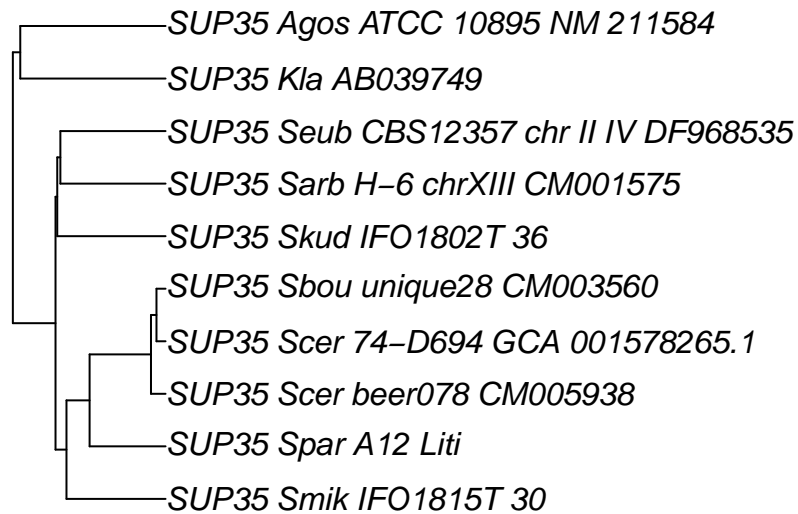 SUP35 Agos ATCC 10895 NM 211584
SUP35 Kla AB039749
SUP35 Seub CBS12357 chr II IV DF968535
SUP35 Sarb H−6 chrXIII CM001575
SUP35 Skud IFO1802T 36
SUP35 Sbou unique28 CM003560
SUP35 Scer 74−D694 GCA 001578265.1
SUP35 Scer beer078 CM005938
SUP35 Spar A12 Liti
SUP35 Smik IFO1815T 30